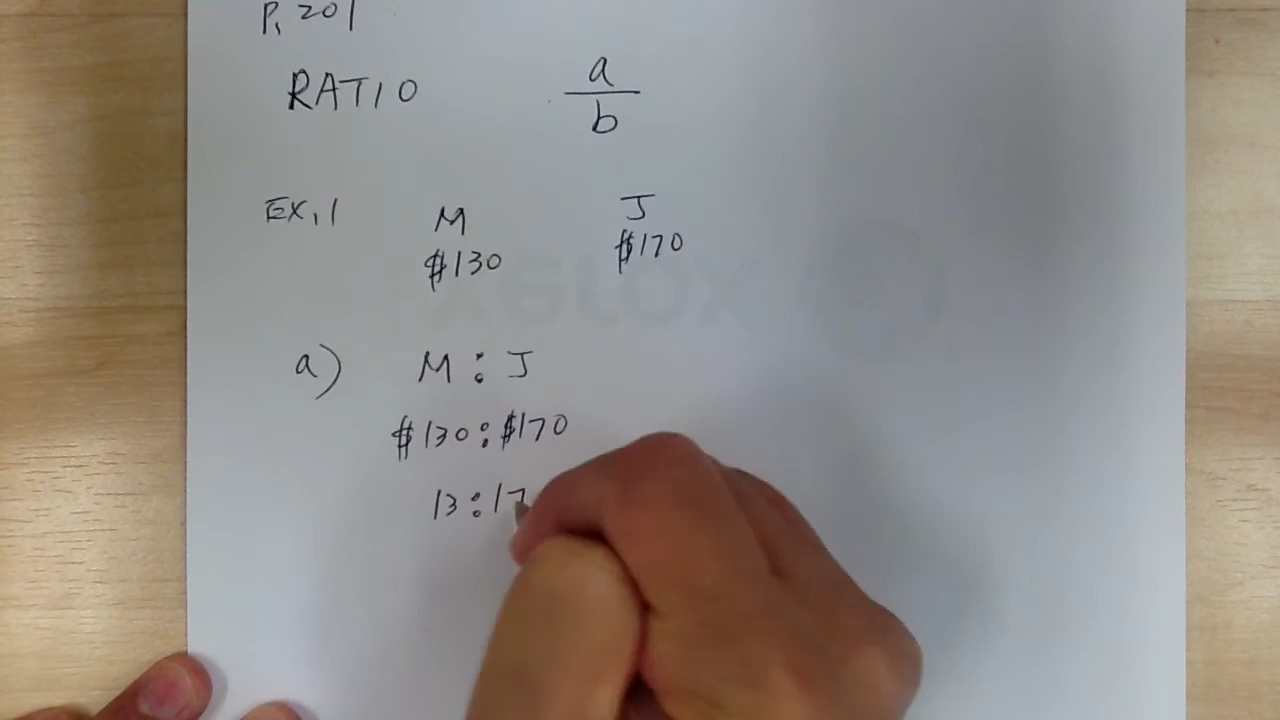 P. 201
RATIO a/b
EX. 1 M J
$130 $170
a) M : J
$130 : $170
13 : 17